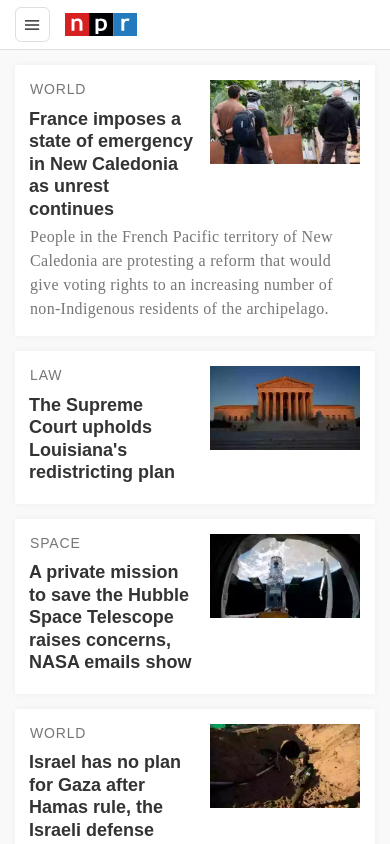 npr
WORLD
France imposes a
state of emergency
in New Caledonia
as unrest
continues
People in the French Pacific territory of New
Caledonia are protesting a reform that would
give voting rights to an increasing number of
non-Indigenous residents of the archipelago.
LAW
The Supreme
Court upholds
Louisiana's
redistricting plan
SPACE
A private mission
to save the Hubble
Space Telescope
raises concerns,
NASA emails show
WORLD
Israel has no plan
for Gaza after
Hamas rule, the
Israeli defense